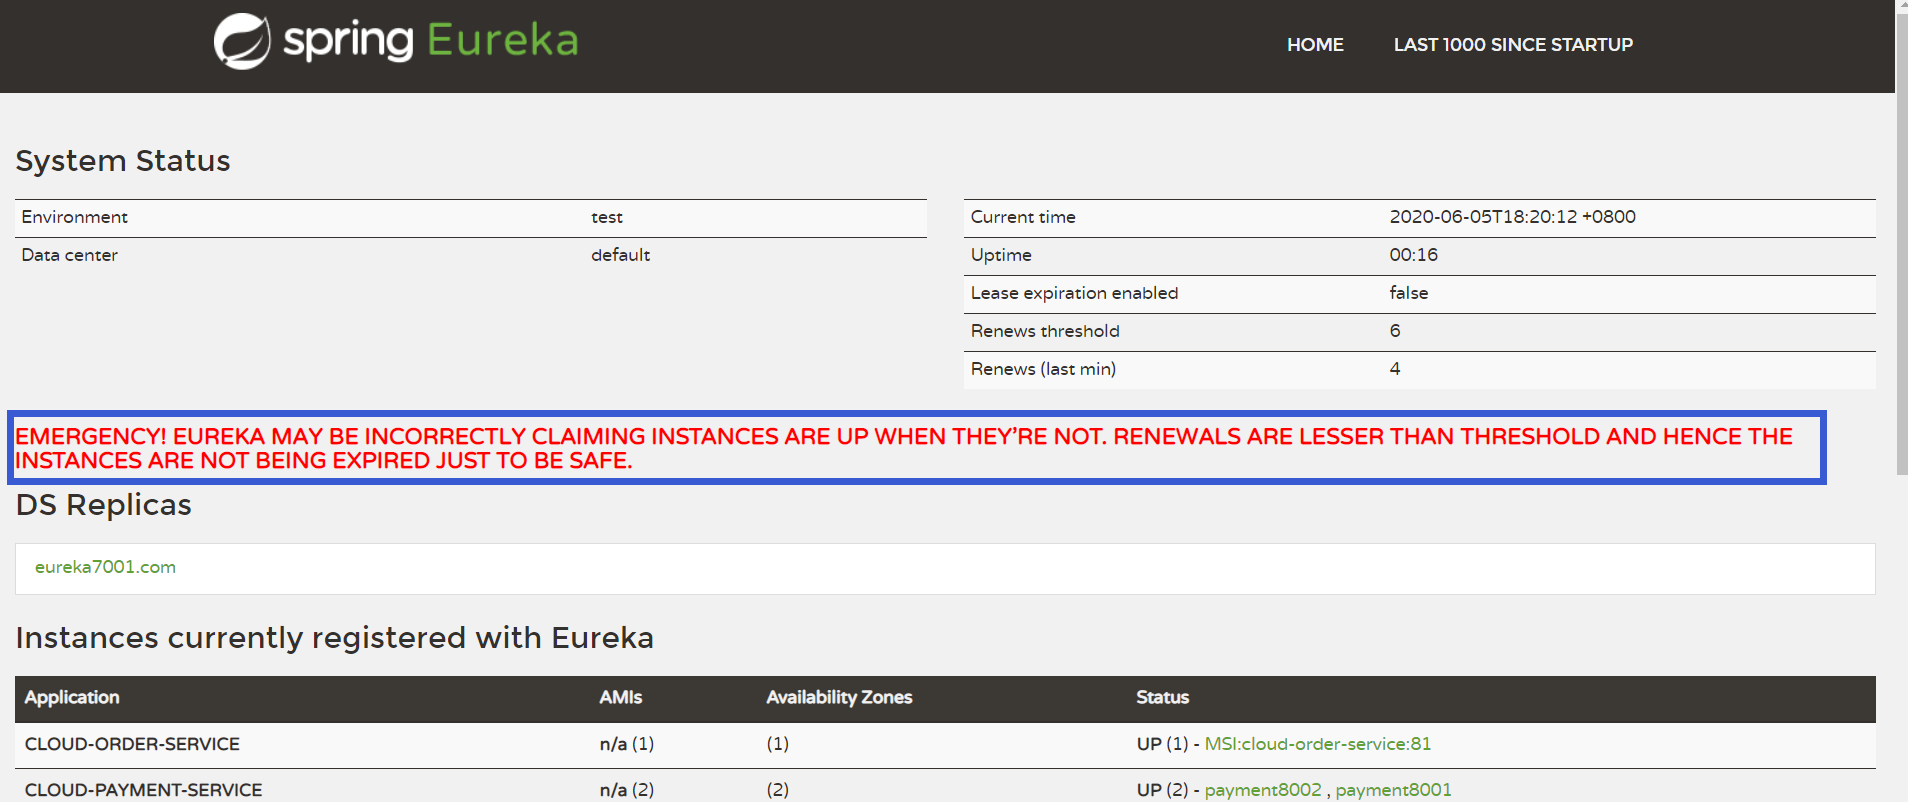 spring Eureka
HOME LAST 1000 SINCE STARTUP
System Status
Environment test
Data center default
Current time 2020-06-05T18:20:12 +0800
Uptime 00:16
Lease expiration enabled false
Renews threshold 6
Renews (last min) 4
EMERGENCY! EUREKA MAY BE INCORRECTLY CLAIMING INSTANCES ARE UP WHEN THEY'RE NOT. RENEWALS ARE LESSER THAN THRESHOLD AND HENCE THE
INSTANCES ARE NOT BEING EXPIRED JUST TO BE SAFE.
DS Replicas
eureka7001.com
Instances currently registered with Eureka
Application AMIs Availability Zones Status
CLOUD-ORDER-SERVICE n/a (1) (1) UP (1) - MSI:cloud-order-service:81
CLOUD-PAYMENT-SERVICE n/a (2) (2) UP (2) - payment8002 , payment8001